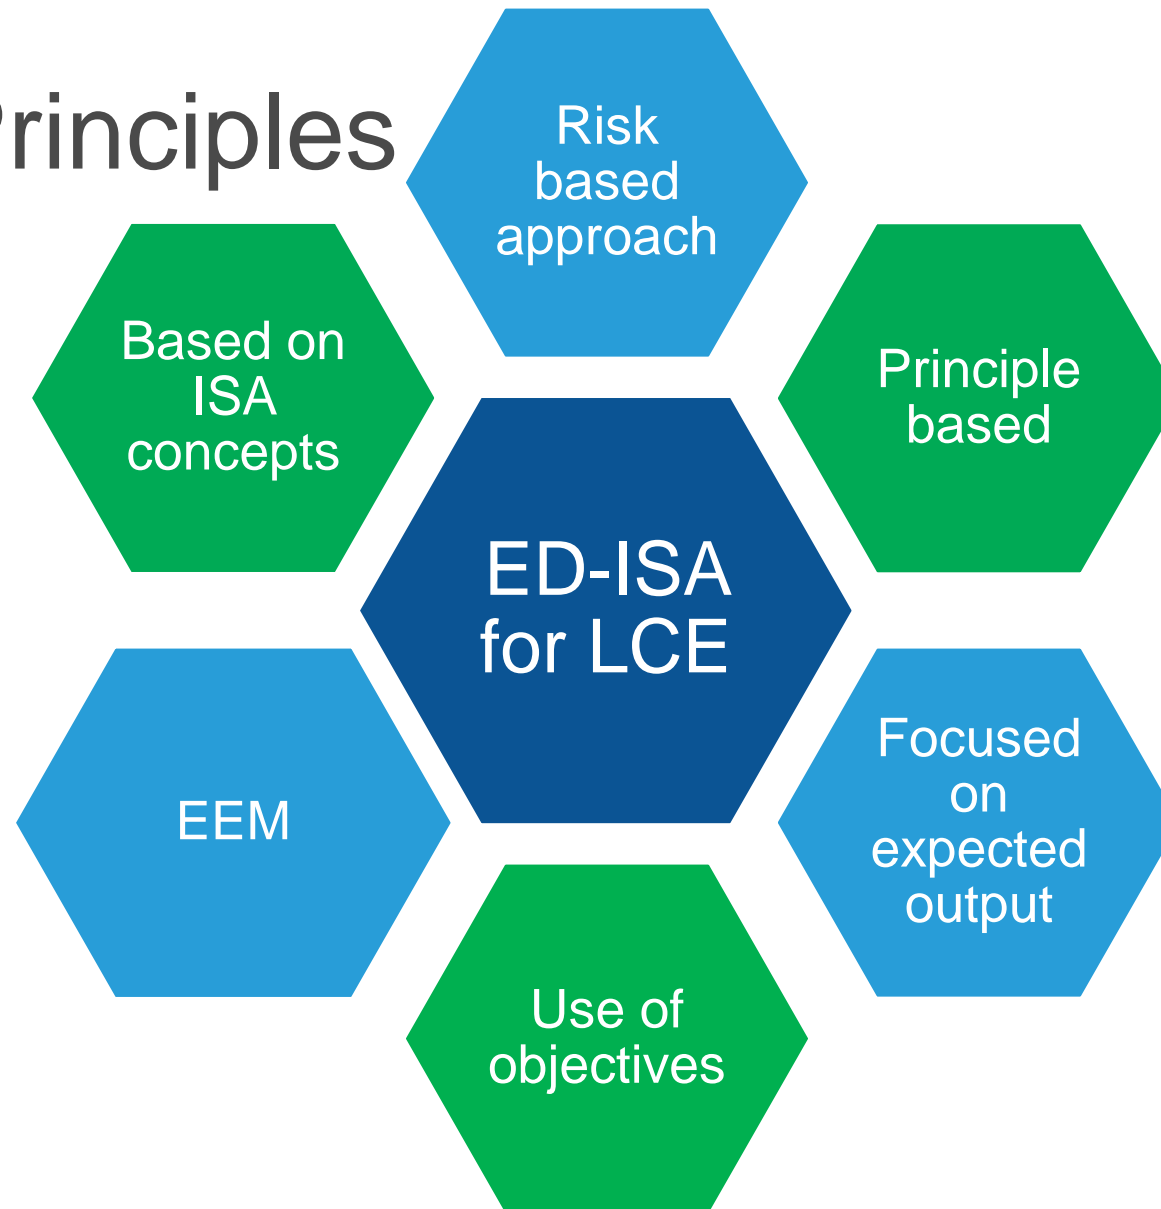 Principles
Risk
based
approach
Based on
ISA
concepts
Principle
based
ED-ISA
for LCE
EEM
Focused
on
expected
output
Use of
objectives